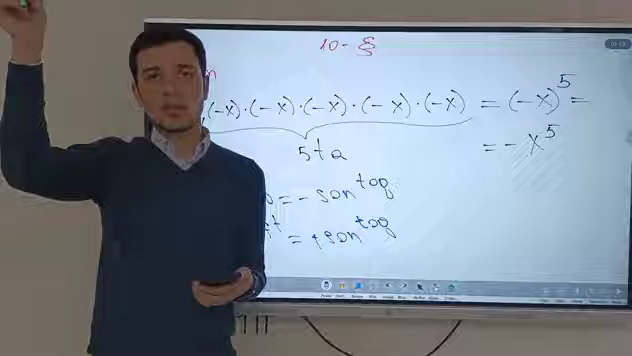 10 - §
(-x)·(-x)·(-x)·(-x)·(-x) = (-x)⁵ =
= - x⁵
5 ta
= - son^toq
= + son^toq